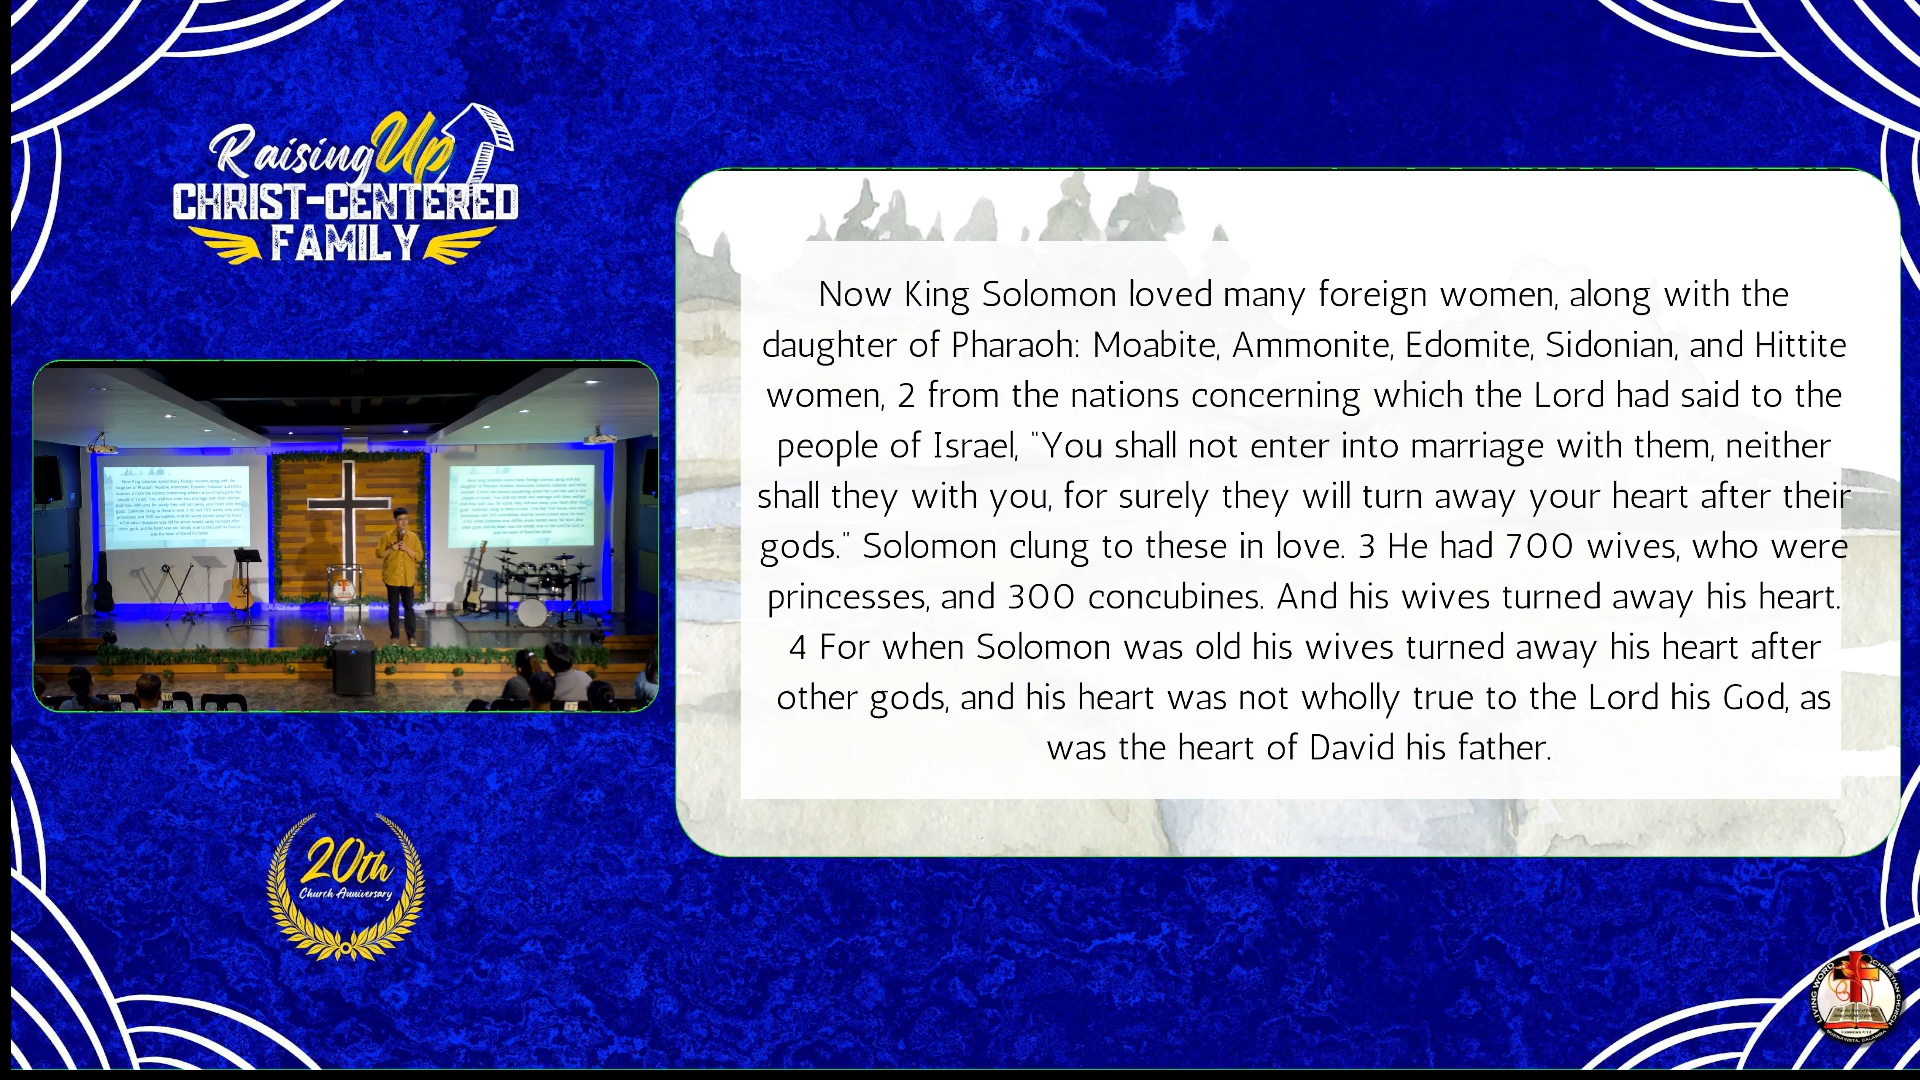 Raising Up
CHRIST-CENTERED
FAMILY
Now King Solomon loved many foreign women, along with the
daughter of Pharaoh: Moabite, Ammonite, Edomite, Sidonian, and Hittite
women, 2 from the nations concerning which the Lord had said to the
people of Israel, "You shall not enter into marriage with them, neither
shall they with you, for surely they will turn away your heart after their
gods." Solomon clung to these in love. 3 He had 700 wives, who were
princesses, and 300 concubines. And his wives turned away his heart.
4 For when Solomon was old his wives turned away his heart after
other gods, and his heart was not wholly true to the Lord his God, as
was the heart of David his father.
20th
Church Anniversary
LIVING WORD CHRISTIAN CHURCH